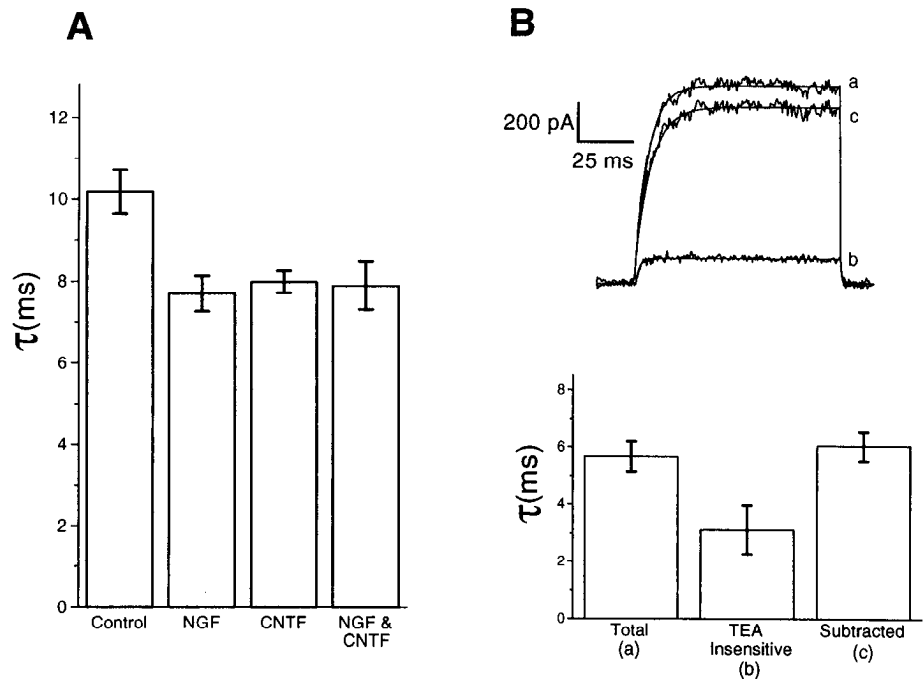 A
12
10
8
6
4
2
0
τ(ms)
Control
NGF
CNTF
NGF &
CNTF
B
200 pA
25 ms
a
c
b
8
6
4
2
0
τ(ms)
Total
(a)
TEA
Insensitive
(b)
Subtracted
(c)